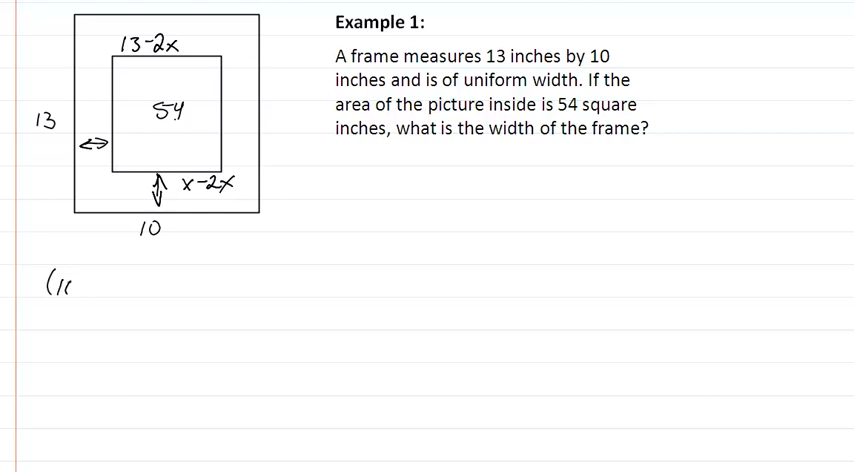 Example 1:
A frame measures 13 inches by 10
inches and is of uniform width. If the
area of the picture inside is 54 square
inches, what is the width of the frame?
13-2x
54
13
x-2x
10
(10